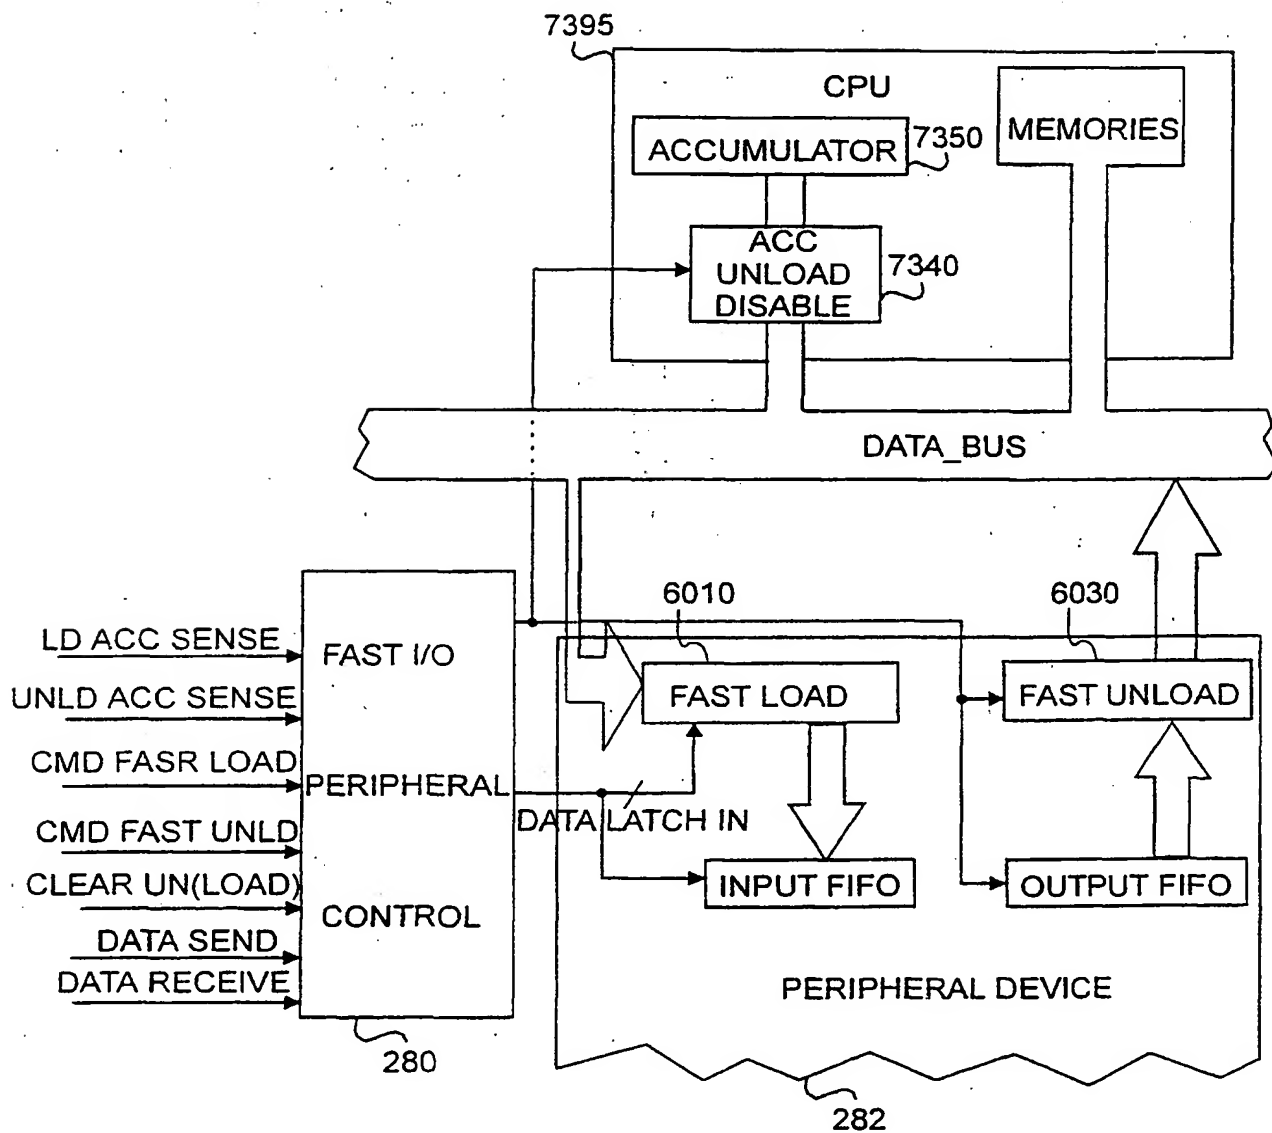 7395
CPU
MEMORIES
ACCUMULATOR
7350
ACC
UNLOAD
DISABLE
7340
DATA_BUS
6010
6030
LD ACC SENSE
UNLD ACC SENSE
CMD FASR LOAD
CMD FAST UNLD
CLEAR UN(LOAD)
DATA SEND
DATA RECEIVE
FAST I/O
PERIPHERAL
CONTROL
280
FAST LOAD
FAST UNLOAD
DATA LATCH IN
INPUT FIFO
OUTPUT FIFO
PERIPHERAL DEVICE
282